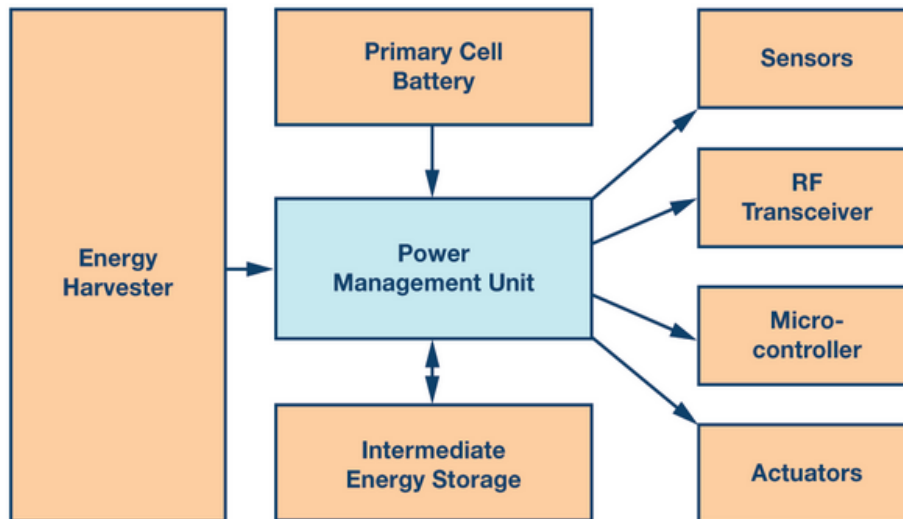 Primary Cell
Battery
Sensors
RF
Transceiver
Energy
Harvester
Power
Management Unit
Micro-
controller
Intermediate
Energy Storage
Actuators